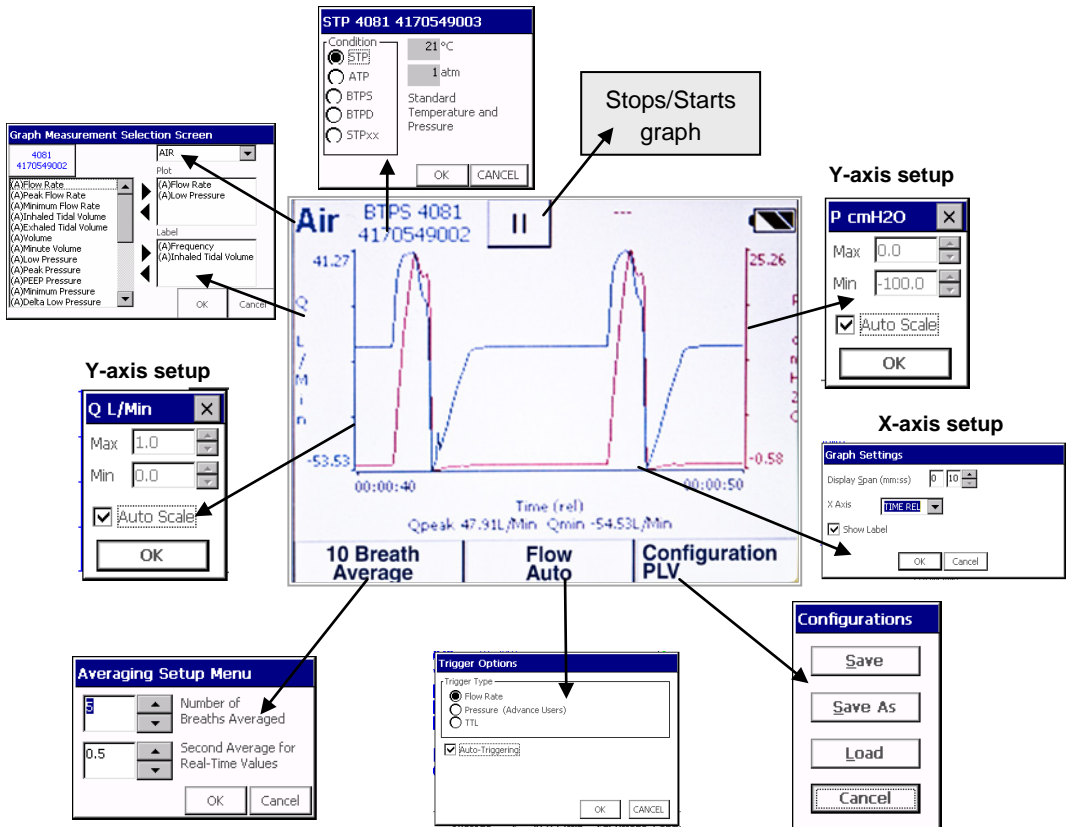 STP 4081 4170549003
Condition
STP
ATP
BTPS
BTPD
STPxx
21 °C
1 atm
Standard
Temperature and
Pressure
OK
CANCEL
Stops/Starts
graph
Graph Measurement Selection Screen
4081
4170549002
AIR
Plot
(A)Flow Rate
(A)Peak Flow Rate
(A)Minimum Flow Rate
(A)Inhaled Tidal Volume
(A)Exhaled Tidal Volume
(A)Volume
(A)Minute Volume
(A)Low Pressure
(A)Peak Pressure
(A)PEEP Pressure
(A)Minimum Pressure
(A)Delta Low Pressure
(A)Flow Rate
(A)Low Pressure
Label
(A)Frequency
(A)Inhaled Tidal Volume
OK
Cancel
Air
BTPS 4081
4170549002
---
41.27
25.26
Q L/Min
-53.53
-0.58
00:00:40
00:00:50
Time (rel)
Qpeak 47.91L/Min Qmin -54.53L/Min
10 Breath
Average
Flow
Auto
Configuration
PLV
Y-axis setup
P cmH2O
Max 0.0
Min -100.0
Auto Scale
OK
Y-axis setup
Q L/Min
Max 1.0
Min 0.0
Auto Scale
OK
X-axis setup
Graph Settings
Display Span (mm:ss) 0 10
X Axis TIME REL
Show Label
OK
Cancel
Averaging Setup Menu
5
Number of
Breaths Averaged
0.5
Second Average for
Real-Time Values
OK
Cancel
Trigger Options
Trigger Type
Flow Rate
Pressure (Advance Users)
TTL
Auto-Triggering
OK
CANCEL
Configurations
Save
Save As
Load
Cancel